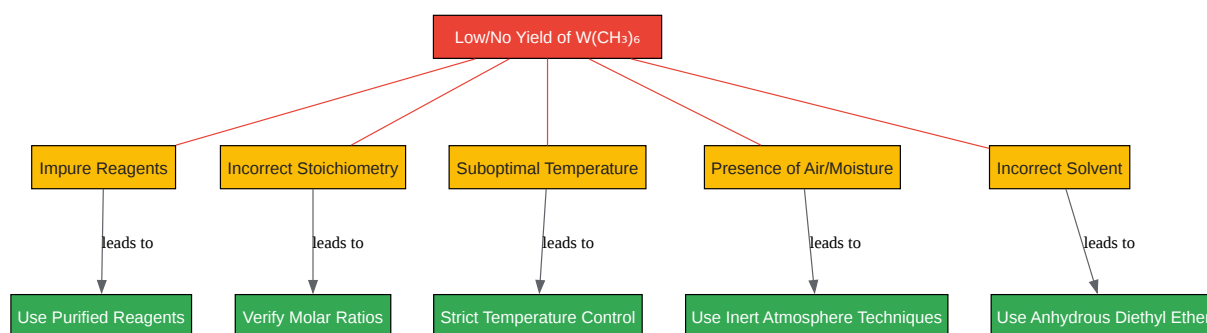 Low/No Yield of W(CH₃)₆
Impure Reagents
Incorrect Stoichiometry
Suboptimal Temperature
Presence of Air/Moisture
Incorrect Solvent
leads to
leads to
leads to
leads to
leads to
Use Purified Reagents
Verify Molar Ratios
Strict Temperature Control
Use Inert Atmosphere Techniques
Use Anhydrous Diethyl Ether